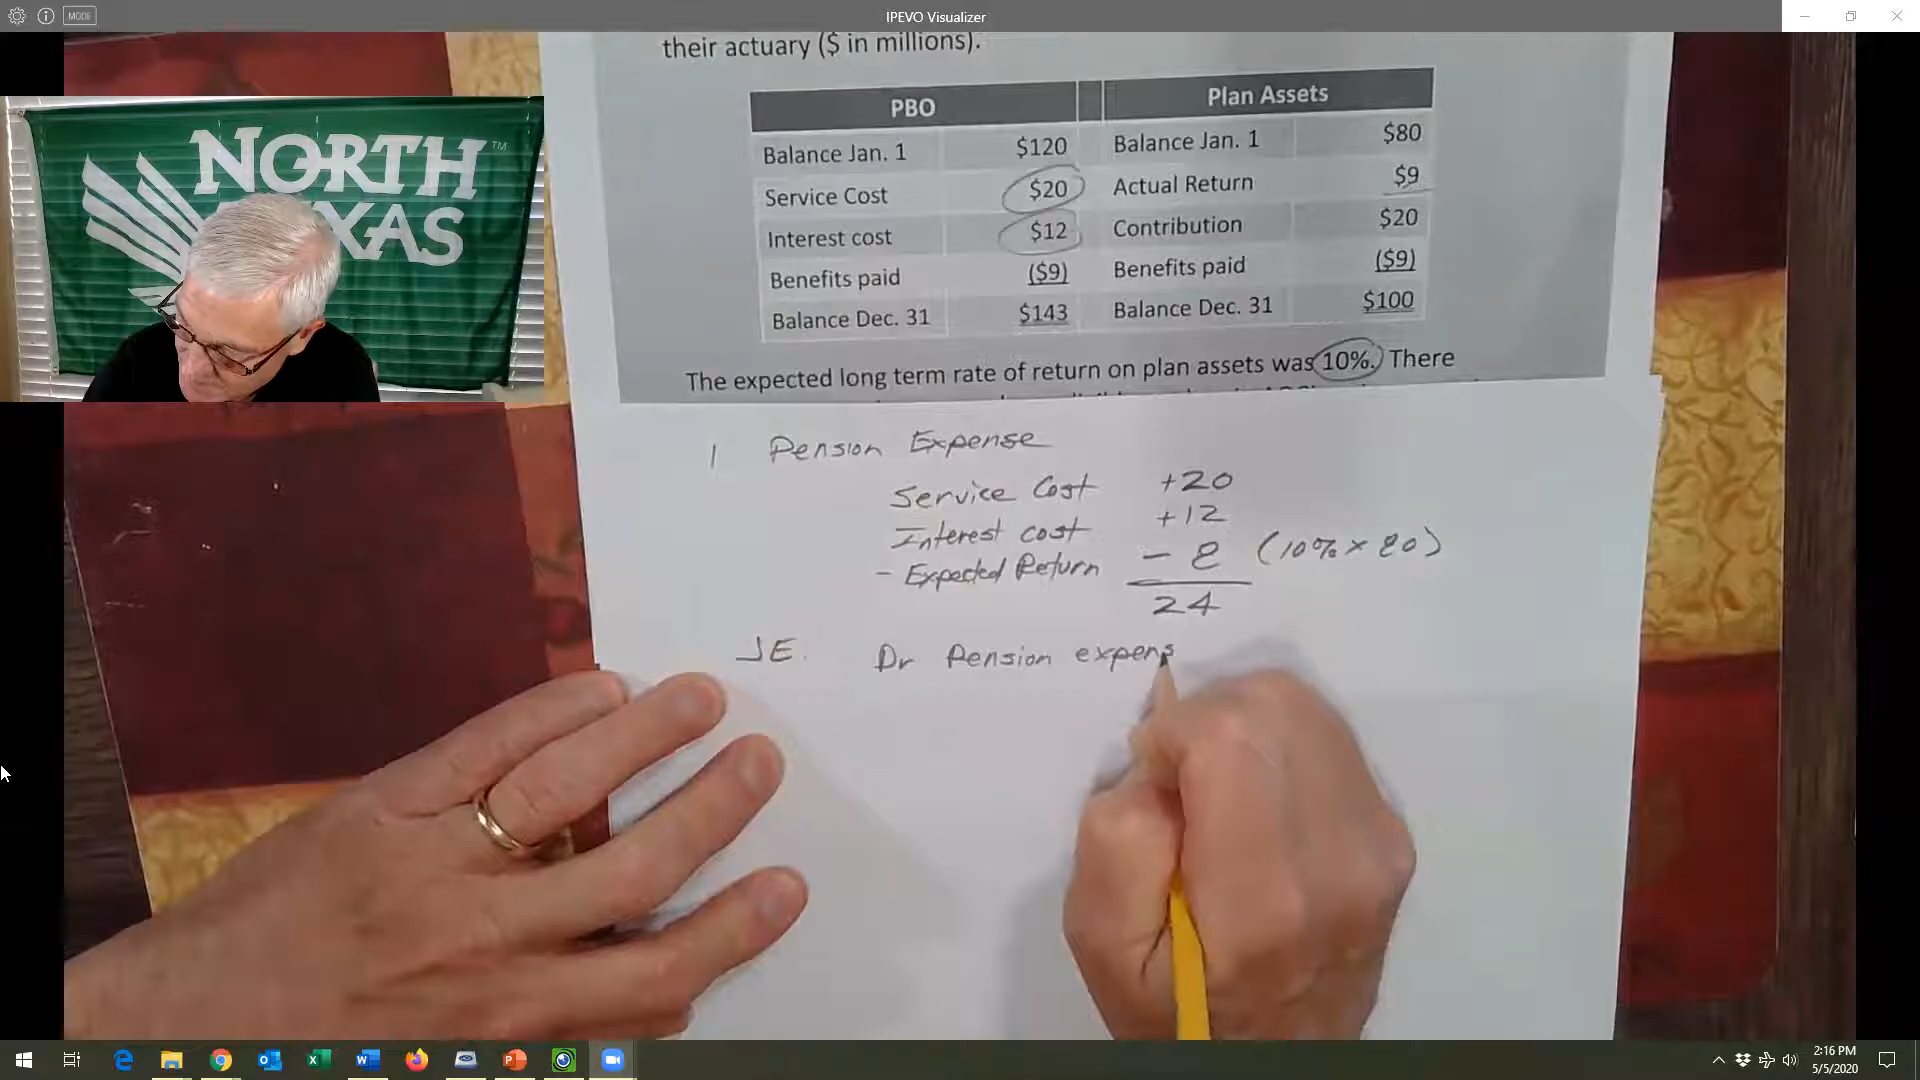 IPEVO Visualizer
MODE
NORTH
TEXAS
TM
their actuary ($ in millions).
PBO Plan Assets
Balance Jan. 1 $120 Balance Jan. 1 $80
Service Cost $20 Actual Return $9
Interest cost $12 Contribution $20
Benefits paid ($9) Benefits paid ($9)
Balance Dec. 31 $143 Balance Dec. 31 $100
The expected long term rate of return on plan assets was 10%. There
1 Pension Expense
Service Cost +20
Interest cost +12
- Expected Return - 8 (10% x 80)
24
JE. Dr Pension expens
2:16 PM
5/5/2020